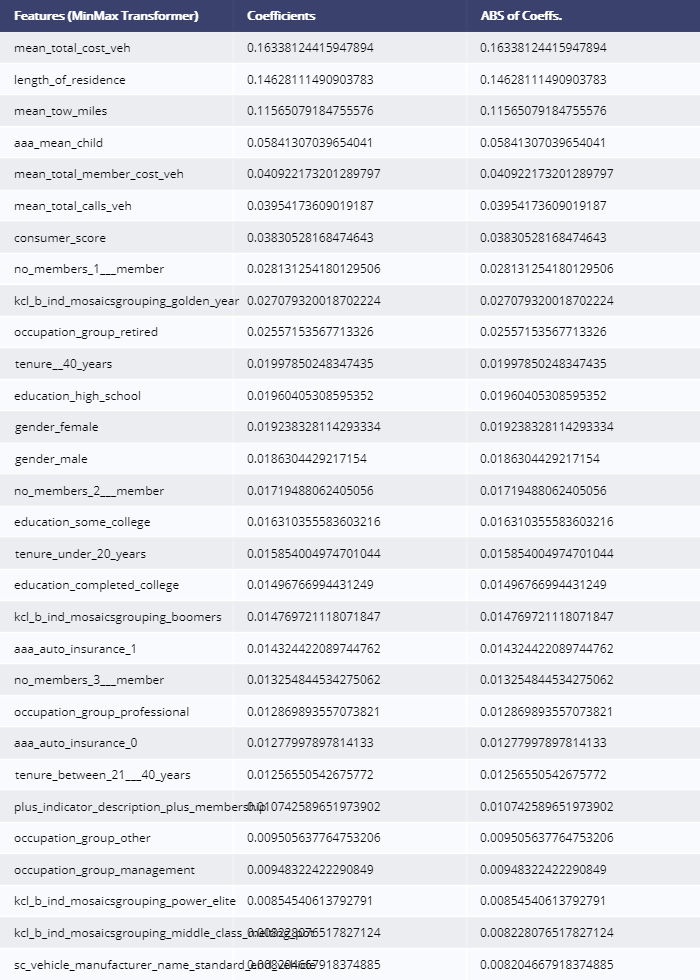 Features (MinMax Transformer) Coefficients ABS of Coeffs.
mean_total_cost_veh 0.16338124415947894 0.16338124415947894
length_of_residence 0.14628111490903783 0.14628111490903783
mean_tow_miles 0.11565079184755576 0.11565079184755576
aaa_mean_child 0.05841307039654041 0.05841307039654041
mean_total_member_cost_veh 0.040922173201289797 0.040922173201289797
mean_total_calls_veh 0.03954173609019187 0.03954173609019187
consumer_score 0.03830528168474643 0.03830528168474643
no_members_1___member 0.028131254180129506 0.028131254180129506
kcl_b_ind_mosaicsgrouping_golden_year 0.027079320018702224 0.027079320018702224
occupation_group_retired 0.02557153567713326 0.02557153567713326
tenure__40_years 0.01997850248347435 0.01997850248347435
education_high_school 0.01960405308595352 0.01960405308595352
gender_female 0.019238328114293334 0.019238328114293334
gender_male 0.0186304429217154 0.0186304429217154
no_members_2___member 0.01719488062405056 0.01719488062405056
education_some_college 0.016310355583603216 0.016310355583603216
tenure_under_20_years 0.015854004974701044 0.015854004974701044
education_completed_college 0.01496766994431249 0.01496766994431249
kcl_b_ind_mosaicsgrouping_boomers 0.014769721118071847 0.014769721118071847
aaa_auto_insurance_1 0.014324422089744762 0.014324422089744762
no_members_3___member 0.013254844534275062 0.013254844534275062
occupation_group_professional 0.012869893557073821 0.012869893557073821
aaa_auto_insurance_0 0.01277997897814133 0.01277997897814133
tenure_between_21___40_years 0.01256550542675772 0.01256550542675772
plus_indicator_description_plus_membership 0.010742589651973902 0.010742589651973902
occupation_group_other 0.009505637764753206 0.009505637764753206
occupation_group_management 0.00948322422290849 0.00948322422290849
kcl_b_ind_mosaicsgrouping_power_elite 0.00854540613792791 0.00854540613792791
kcl_b_ind_mosaicsgrouping_middle_class_melting_pot 0.008228076517827124 0.008228076517827124
sc_vehicle_manufacturer_name_standard_end_vehicle 0.008204667918374885 0.008204667918374885